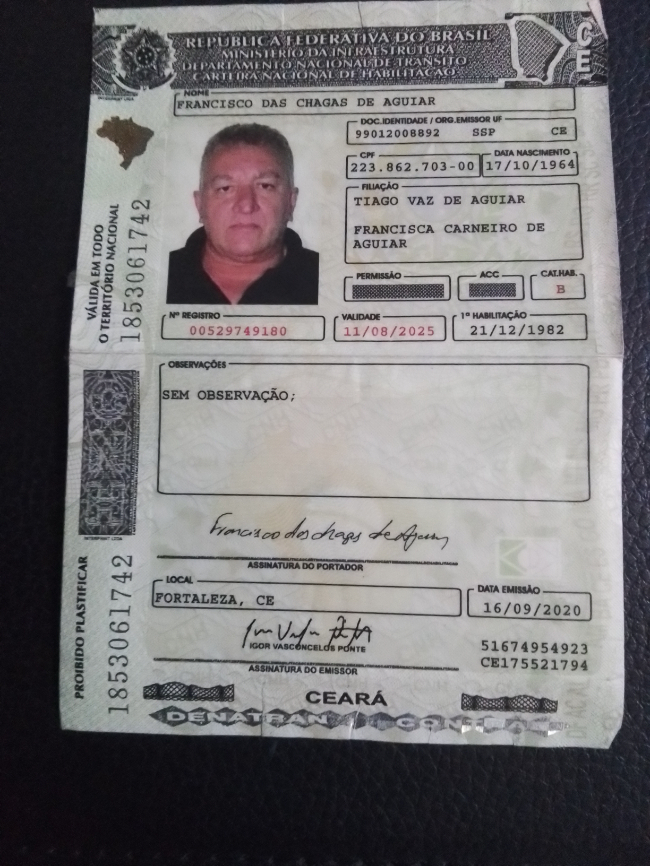 REPÚBLICA FEDERATIVA DO BRASIL
MINISTÉRIO DA INFRAESTRUTURA
DEPARTAMENTO NACIONAL DE TRÂNSITO
CARTEIRA NACIONAL DE HABILITAÇÃO
CE
NOME
FRANCISCO DAS CHAGAS DE AGUIAR
DOC. IDENTIDADE / ORG. EMISSOR UF
99012008892 SSP CE
CPF
223.862.703-00
DATA NASCIMENTO
17/10/1964
FILIAÇÃO
TIAGO VAZ DE AGUIAR
FRANCISCA CARNEIRO DE
AGUIAR
PERMISSÃO
ACC
CAT. HAB.
B
Nº REGISTRO
00529749180
VALIDADE
11/08/2025
1ª HABILITAÇÃO
21/12/1982
VÁLIDA EM TODO
O TERRITÓRIO NACIONAL
1853061742
OBSERVAÇÕES
SEM OBSERVAÇÃO;
Francisco das chagas de Aguiar
ASSINATURA DO PORTADOR
LOCAL
FORTALEZA, CE
DATA EMISSÃO
16/09/2020
IGOR VASCONCELOS PONTE
ASSINATURA DO EMISSOR
51674954923
CE175521794
PROIBIDO PLASTIFICAR
1853061742
CEARÁ
DENATRAN